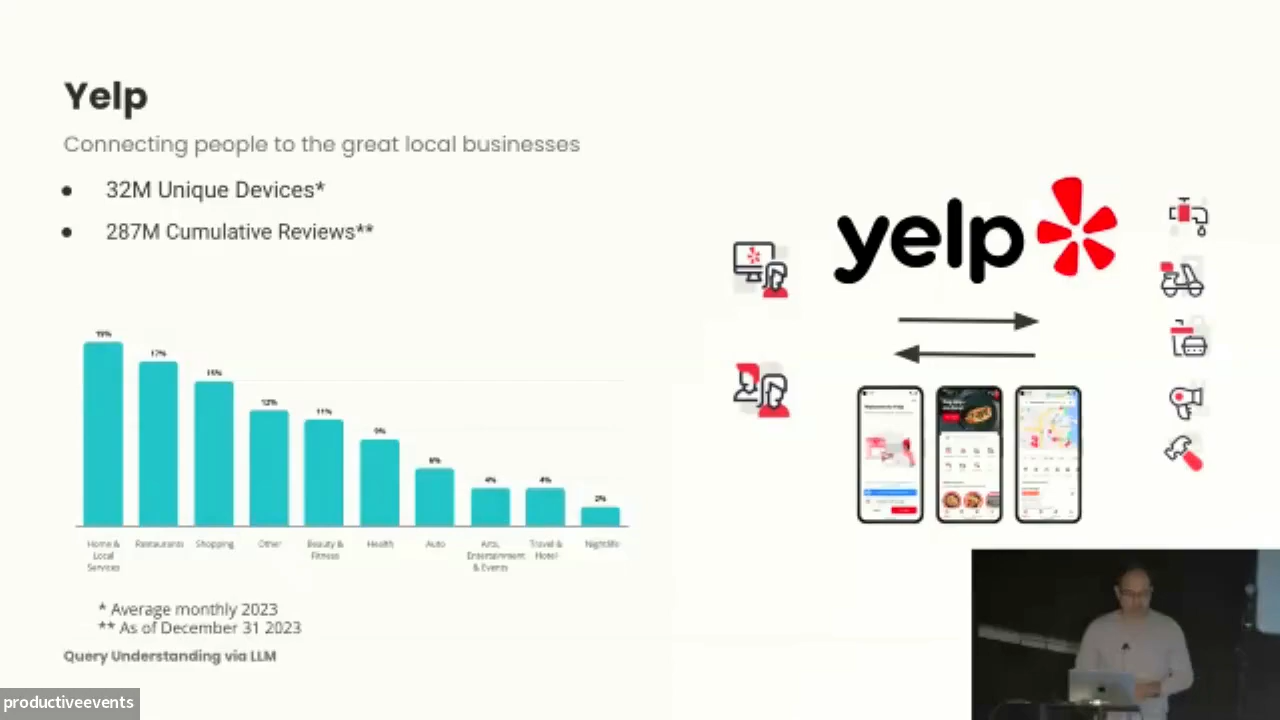 Yelp
Connecting people to the great local businesses
32M Unique Devices*
287M Cumulative Reviews**
yelp
19%
17%
15%
12%
11%
9%
6%
4%
4%
2%
Home &
Local
Services
Restaurants
Shopping
Other
Beauty &
Fitness
Health
Auto
Arts,
Entertainment
& Events
Travel &
Hotel
Nightlife
* Average monthly 2023
** As of December 31 2023
Query Understanding via LLM
productiveevents